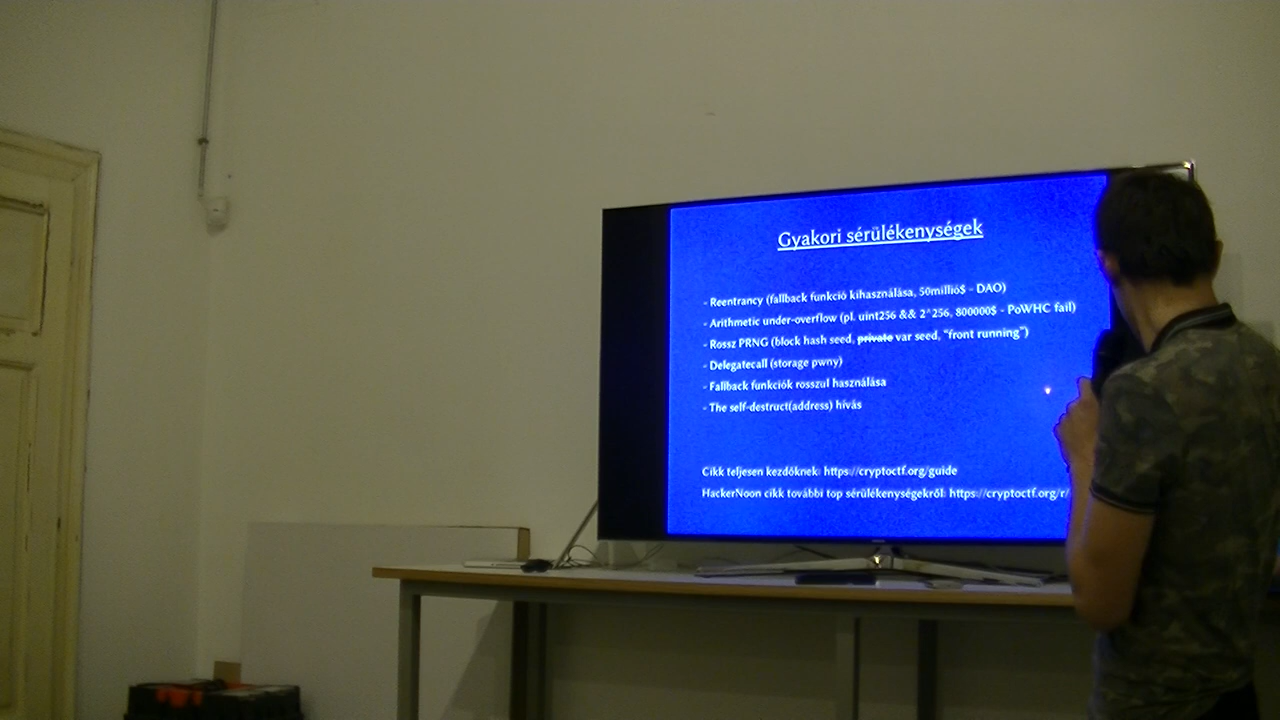 Gyakori sérülékenységek
- Reentrancy (fallback funkció kihasználása, 50millió$ - DAO)
- Arithmetic under-overflow (pl. uint256 && 2^256, 800000$ - PoWHC fail)
- Rossz PRNG (block hash seed, private var seed, "front running")
- Delegatecall (storage pwny)
- Fallback funkciók rosszul használása
- The self-destruct(address) hívás
Cikk teljesen kezdőknek: https://cryptoctf.org/guide
HackerNoon cikk további top sérülékenységekről: https://cryptoctf.org/r/